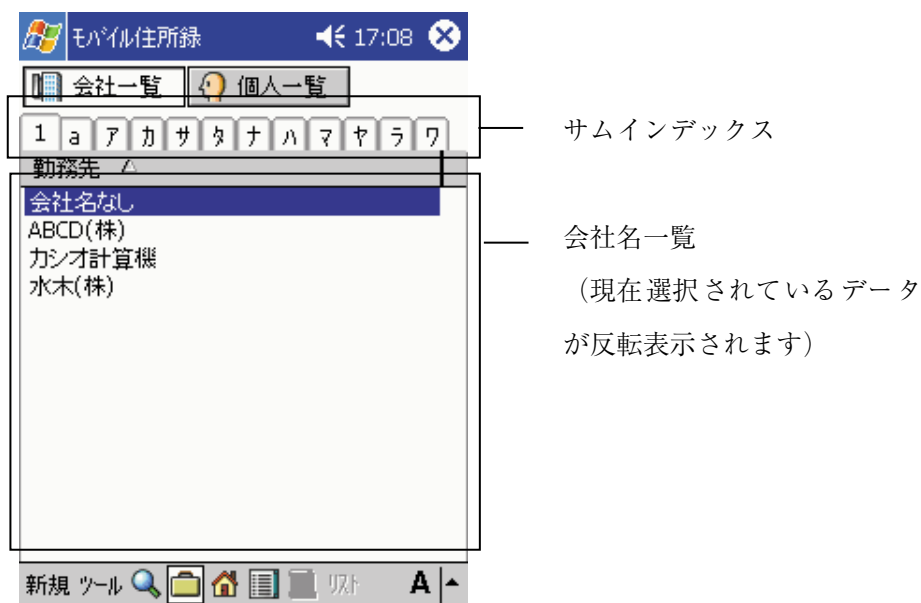 モバイル住所録 17:08
会社一覧 個人一覧
1 a ア カ サ タ ナ ハ マ ヤ ラ ワ
サムインデックス
勤務先
会社名なし
ABCD(株)
カシオ計算機
水木(株)
会社名一覧
（現在選択されているデータ
が反転表示されます）
新規 ツール リスト A